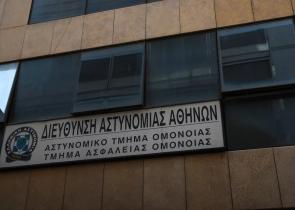 ΔΙΕΥΘΥΝΣΗ ΑΣΤΥΝΟΜΙΑΣ ΑΘΗΝΩΝ
ΑΣΤΥΝΟΜΙΚΟ ΤΜΗΜΑ ΟΜΟΝΟΙΑΣ
ΤΜΗΜΑ ΑΣΦΑΛΕΙΑΣ ΟΜΟΝΟΙΑΣ